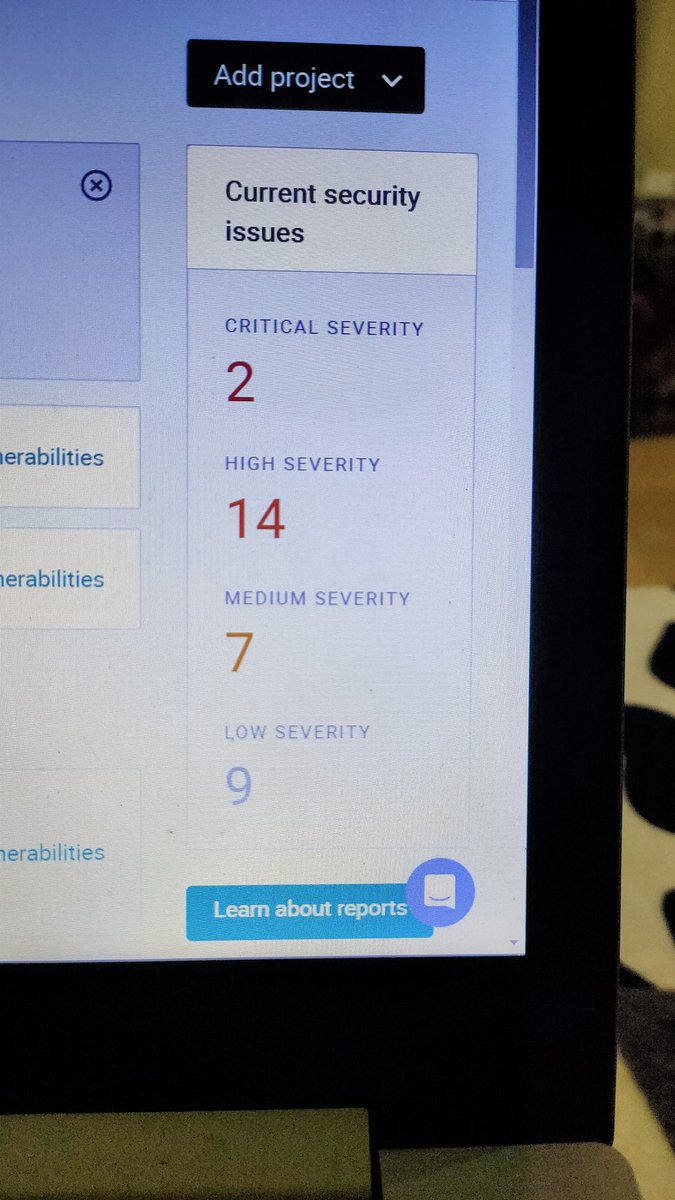 Add project
Current security
issues
CRITICAL SEVERITY
2
HIGH SEVERITY
14
MEDIUM SEVERITY
7
LOW SEVERITY
9
nerabilities
nerabilities
nerabilities
Learn about reports